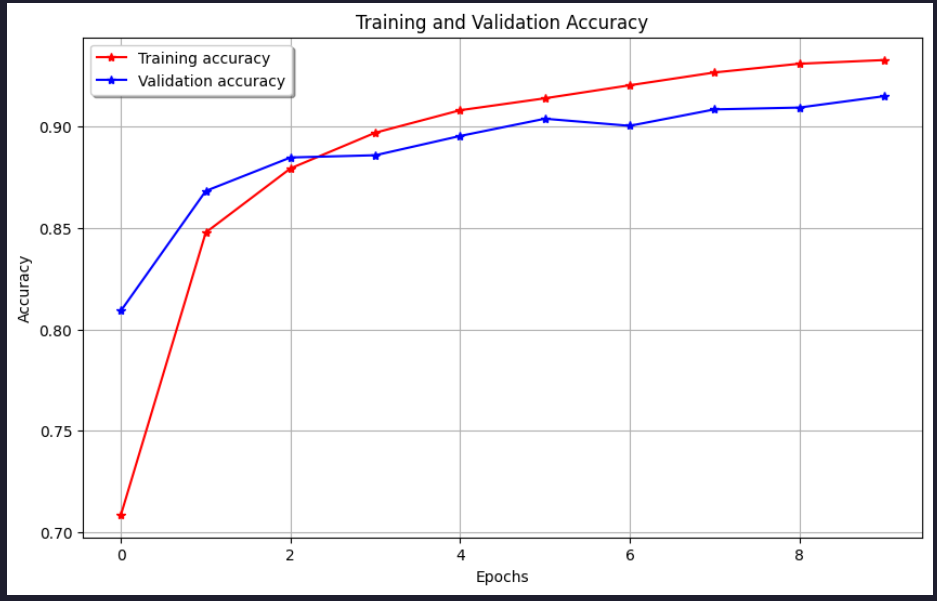 Training and Validation Accuracy
Training accuracy
Validation accuracy
0.90
0.85
0.80
0.75
0.70
Accuracy
0 2 4 6 8
Epochs